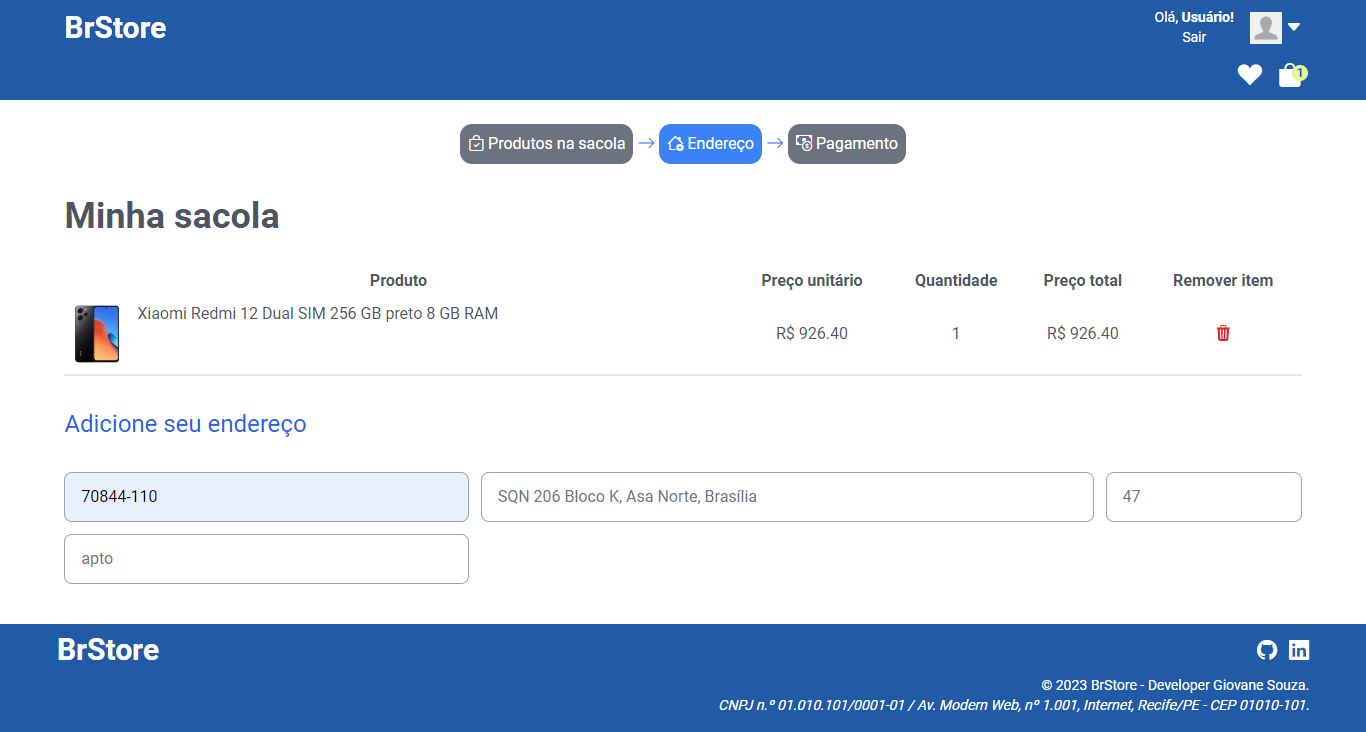 BrStore
Olá, Usuário!
Sair
1
Produtos na sacola
Endereço
Pagamento
Minha sacola
Produto Preço unitário Quantidade Preço total Remover item
Xiaomi Redmi 12 Dual SIM 256 GB preto 8 GB RAM
R$ 926.40 1 R$ 926.40
Adicione seu endereço
70844-110
SQN 206 Bloco K, Asa Norte, Brasília
47
apto
BrStore
© 2023 BrStore - Developer Giovane Souza.
CNPJ n.º 01.010.101/0001-01 / Av. Modern Web, nº 1.001, Internet, Recife/PE - CEP 01010-101.